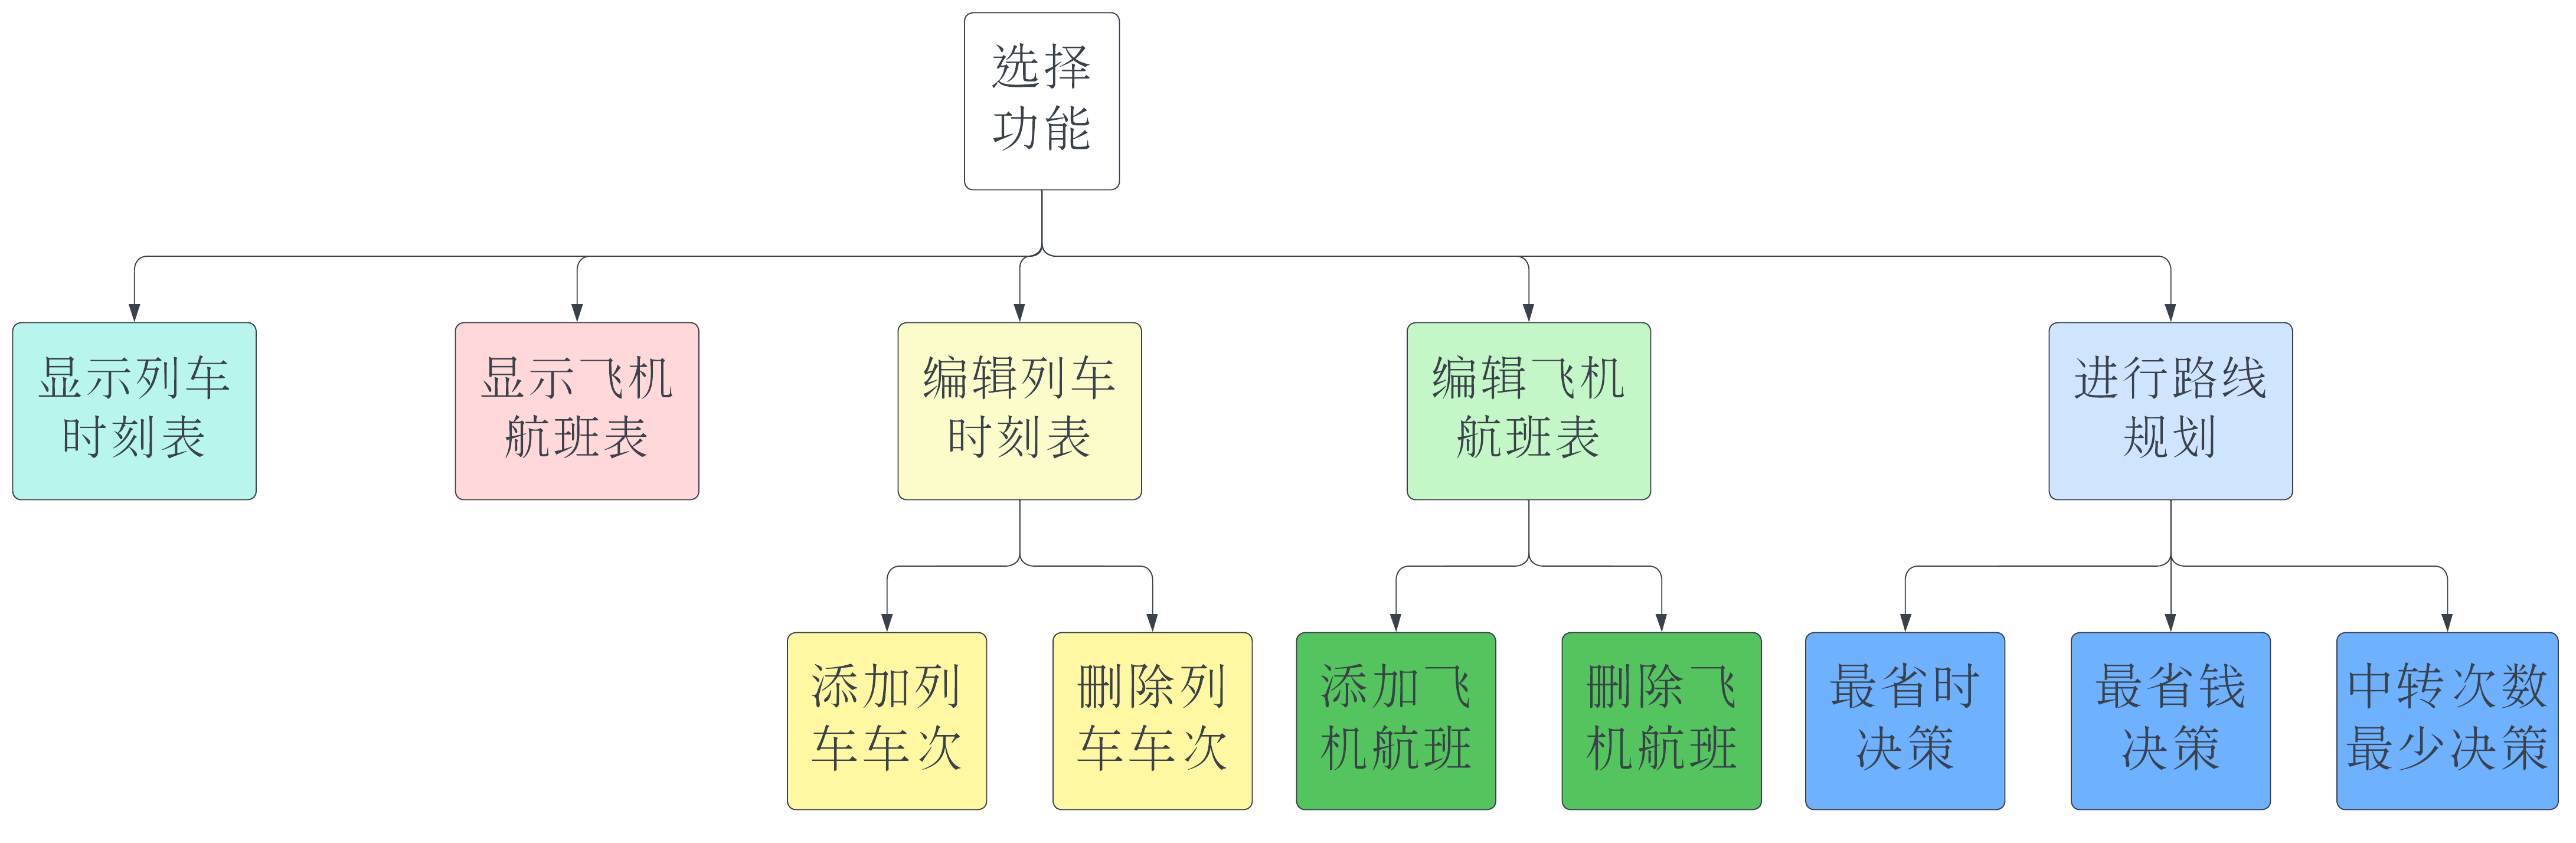 选择
功能
显示列车
时刻表
显示飞机
航班表
编辑列车
时刻表
编辑飞机
航班表
进行路线
规划
添加列
车车次
删除列
车车次
添加飞
机航班
删除飞
机航班
最省时
决策
最省钱
决策
中转次数
最少决策